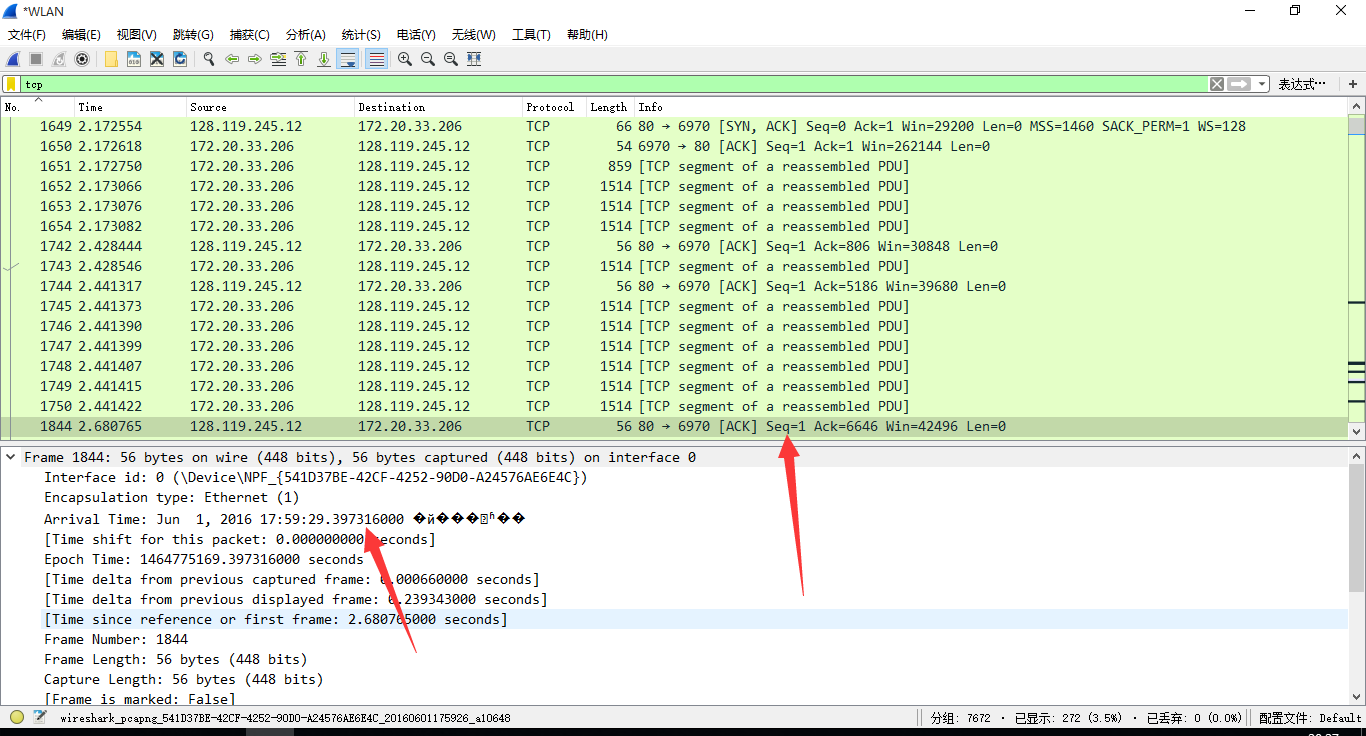 *WLAN
文件(F) 编辑(E) 视图(V) 跳转(G) 捕获(C) 分析(A) 统计(S) 电话(Y) 无线(W) 工具(T) 帮助(H)
tcp 表达式… +
No. Time Source Destination Protocol Length Info
1649 2.172554 128.119.245.12 172.20.33.206 TCP 66 80 → 6970 [SYN, ACK] Seq=0 Ack=1 Win=29200 Len=0 MSS=1460 SACK_PERM=1 WS=128
1650 2.172618 172.20.33.206 128.119.245.12 TCP 54 6970 → 80 [ACK] Seq=1 Ack=1 Win=262144 Len=0
1651 2.172750 172.20.33.206 128.119.245.12 TCP 859 [TCP segment of a reassembled PDU]
1652 2.173066 172.20.33.206 128.119.245.12 TCP 1514 [TCP segment of a reassembled PDU]
1653 2.173076 172.20.33.206 128.119.245.12 TCP 1514 [TCP segment of a reassembled PDU]
1654 2.173082 172.20.33.206 128.119.245.12 TCP 1514 [TCP segment of a reassembled PDU]
1742 2.428444 128.119.245.12 172.20.33.206 TCP 56 80 → 6970 [ACK] Seq=1 Ack=806 Win=30848 Len=0
1743 2.428546 172.20.33.206 128.119.245.12 TCP 1514 [TCP segment of a reassembled PDU]
1744 2.441317 128.119.245.12 172.20.33.206 TCP 56 80 → 6970 [ACK] Seq=1 Ack=5186 Win=39680 Len=0
1745 2.441373 172.20.33.206 128.119.245.12 TCP 1514 [TCP segment of a reassembled PDU]
1746 2.441390 172.20.33.206 128.119.245.12 TCP 1514 [TCP segment of a reassembled PDU]
1747 2.441399 172.20.33.206 128.119.245.12 TCP 1514 [TCP segment of a reassembled PDU]
1748 2.441407 172.20.33.206 128.119.245.12 TCP 1514 [TCP segment of a reassembled PDU]
1749 2.441415 172.20.33.206 128.119.245.12 TCP 1514 [TCP segment of a reassembled PDU]
1750 2.441422 172.20.33.206 128.119.245.12 TCP 1514 [TCP segment of a reassembled PDU]
1844 2.680765 128.119.245.12 172.20.33.206 TCP 56 80 → 6970 [ACK] Seq=1 Ack=6646 Win=42496 Len=0
Frame 1844: 56 bytes on wire (448 bits), 56 bytes captured (448 bits) on interface 0
Interface id: 0 (\Device\NPF_{541D37BE-42CF-4252-90D0-A24576AE6E4C})
Encapsulation type: Ethernet (1)
Arrival Time: Jun 1, 2016 17:59:29.397316000
[Time shift for this packet: 0.000000000 seconds]
Epoch Time: 1464775169.397316000 seconds
[Time delta from previous captured frame: 0.000660000 seconds]
[Time delta from previous displayed frame: 0.239343000 seconds]
[Time since reference or first frame: 2.680765000 seconds]
Frame Number: 1844
Frame Length: 56 bytes (448 bits)
Capture Length: 56 bytes (448 bits)
[Frame is marked: False]
wireshark_pcapng_541D37BE-42CF-4252-90D0-A24576AE6E4C_20160601175926_a10648 分组: 7672 · 已显示: 272 (3.5%) · 已丢弃: 0 (0.0%) 配置文件: Default